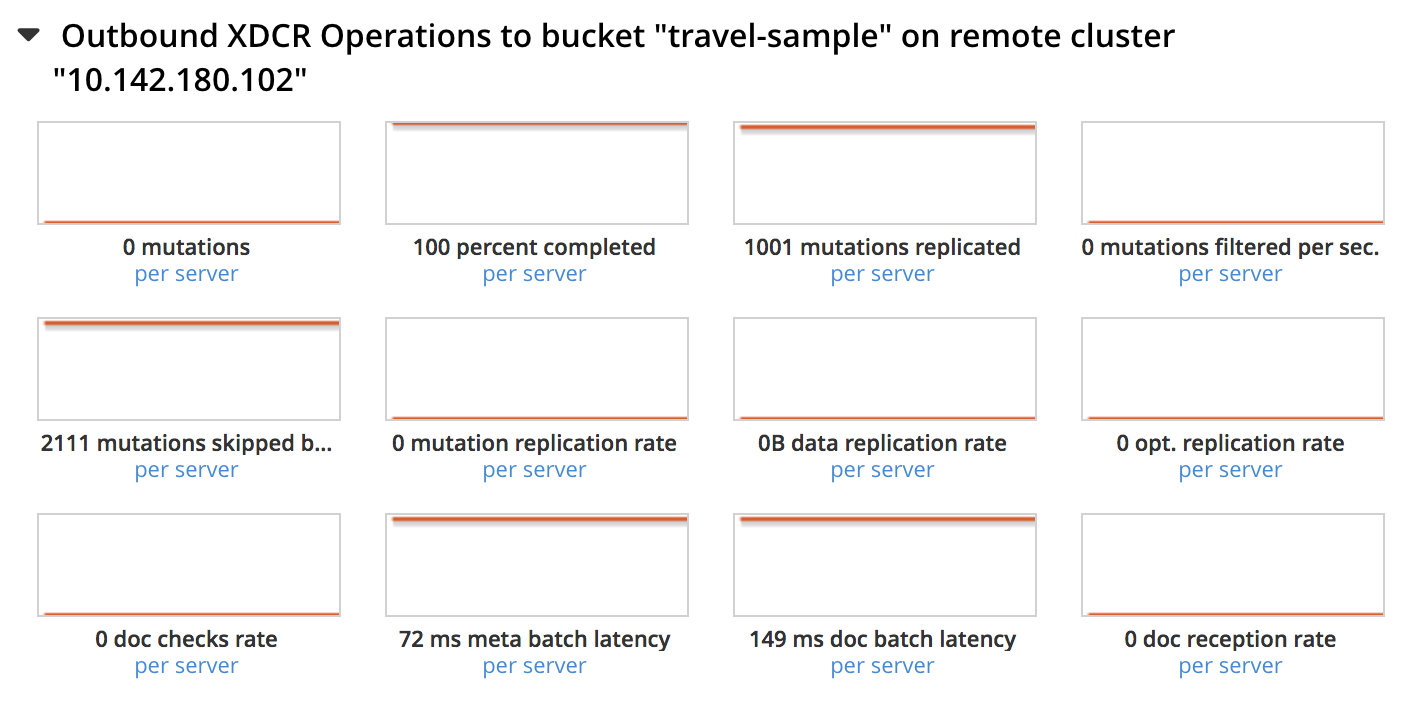 Outbound XDCR Operations to bucket "travel-sample" on remote cluster
"10.142.180.102"
0 mutations
per server
100 percent completed
per server
1001 mutations replicated
per server
0 mutations filtered per sec.
per server
2111 mutations skipped b...
per server
0 mutation replication rate
per server
0B data replication rate
per server
0 opt. replication rate
per server
0 doc checks rate
per server
72 ms meta batch latency
per server
149 ms doc batch latency
per server
0 doc reception rate
per server